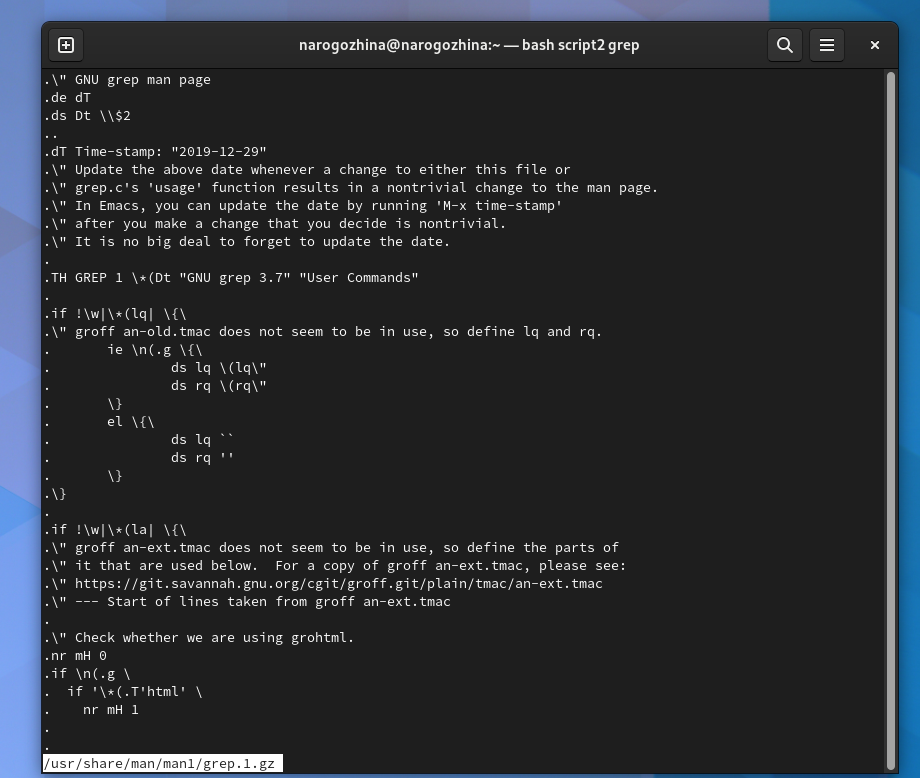 narogozhina@narogozhina:~ — bash script2 grep
.\" GNU grep man page
.de dT
.ds Dt \\$2
..
.dT Time-stamp: "2019-12-29"
.\" Update the above date whenever a change to either this file or
.\" grep.c's 'usage' function results in a nontrivial change to the man page.
.\" In Emacs, you can update the date by running 'M-x time-stamp'
.\" after you make a change that you decide is nontrivial.
.\" It is no big deal to forget to update the date.
.
.TH GREP 1 \*(Dt "GNU grep 3.7" "User Commands"
.
.if !\w|\*(lq| \{\
.\" groff an-old.tmac does not seem to be in use, so define lq and rq.
.       ie \n(.g \{\
.               ds lq \(lq\"
.               ds rq \(rq\"
.       \}
.       el \{\
.               ds lq ``
.               ds rq ''
.       \}
.\}
.
.if !\w|\*(la| \{\
.\" groff an-ext.tmac does not seem to be in use, so define the parts of
.\" it that are used below.  For a copy of groff an-ext.tmac, please see:
.\" https://git.savannah.gnu.org/cgit/groff.git/plain/tmac/an-ext.tmac
.\" --- Start of lines taken from groff an-ext.tmac
.
.\" Check whether we are using grohtml.
.nr mH 0
.if \n(.g \
.  if '\*(.T'html' \
.    nr mH 1
.
.
/usr/share/man/man1/grep.1.gz